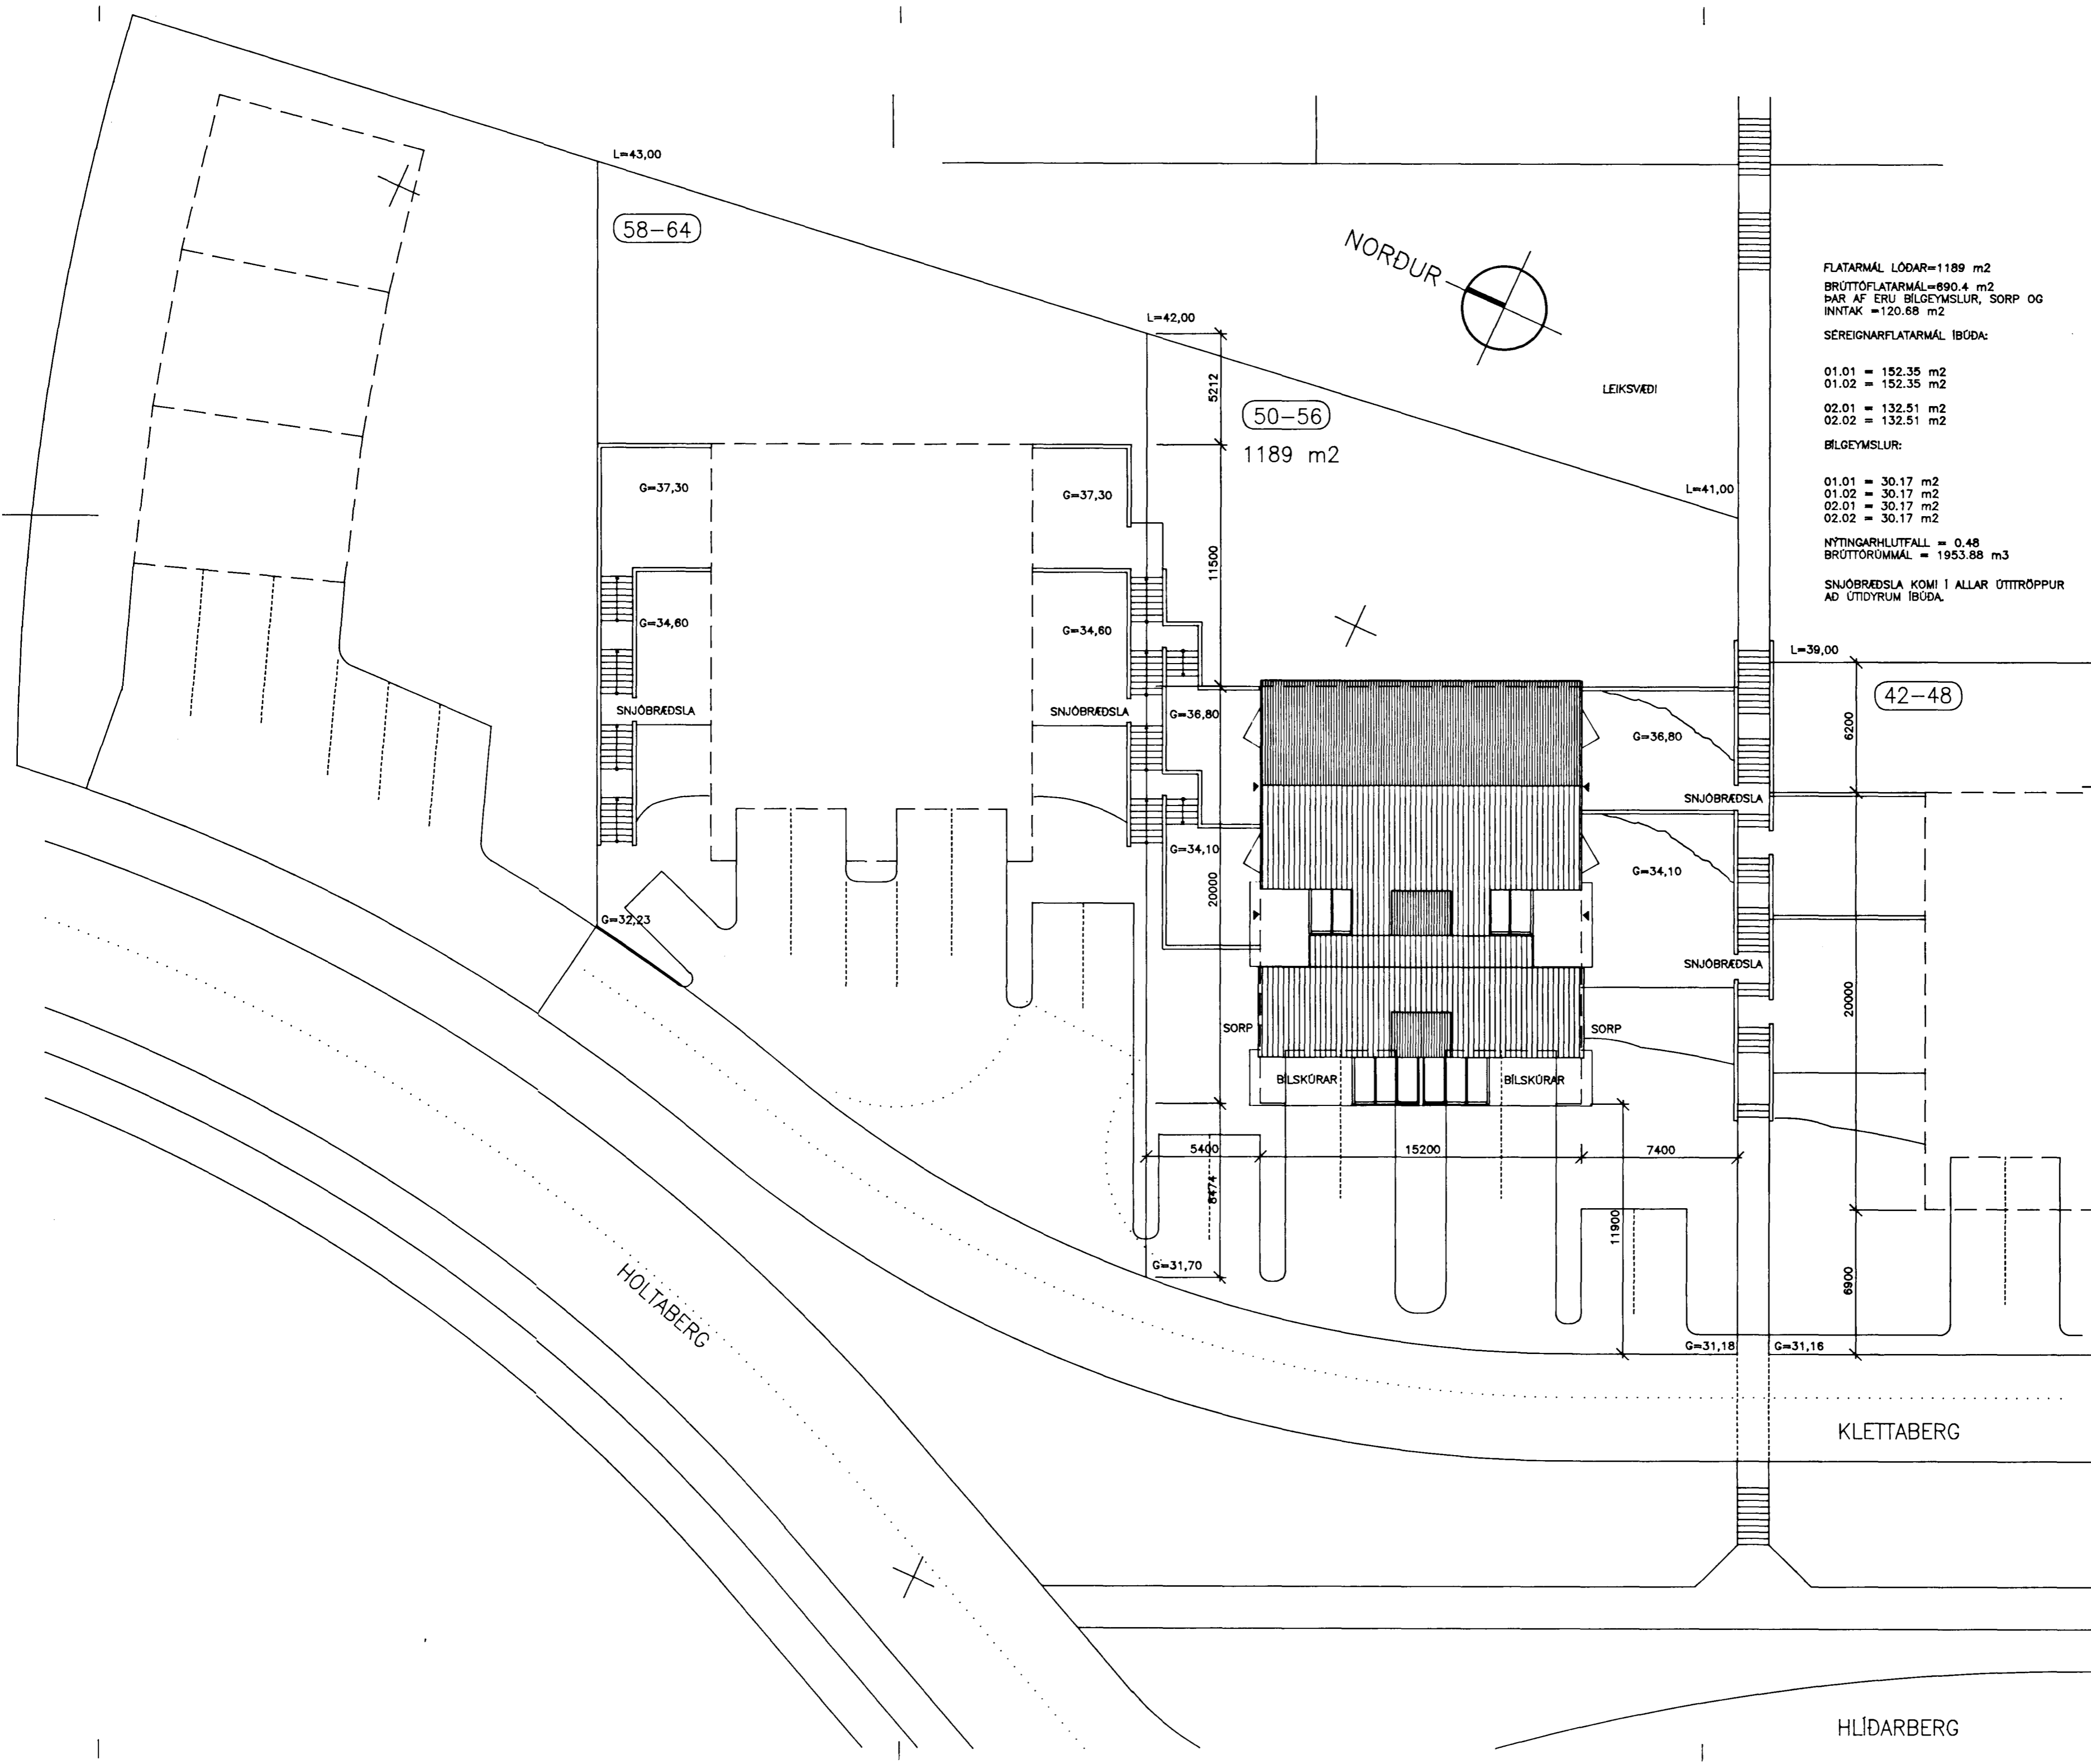 L=43,00
58-64
NORÐUR
FLATARMÁL LÓÐAR=1189 m2
BRÚTTÓFLATARMÁL=690.4 m2
ÞAR AF ERU BÍLGEYMSLUR, SORP OG
INNTAK =120.68 m2
SÉREIGNARFLATARMÁL ÍBÚÐA:
01.01 = 152.35 m2
01.02 = 152.35 m2
02.01 = 132.51 m2
02.02 = 132.51 m2
BÍLGEYMSLUR:
01.01 = 30.17 m2
01.02 = 30.17 m2
02.01 = 30.17 m2
02.02 = 30.17 m2
NÝTINGARHLUTFALL = 0.48
BRÚTTÓRÚMMÁL = 1953.88 m3
SNJÓBRÆÐSLA KOMI Í ALLAR ÚTITRÖPPUR
AÐ ÚTIDYRUM ÍBÚÐA.
L=42,00
5212
LEIKSVÆÐI
50-56
1189 m2
G=37,30
G=37,30
L=41,00
11500
G=34,60
G=34,60
L=39,00
42-48
SNJÓBRÆÐSLA
SNJÓBRÆÐSLA
G=36,80
G=36,80
6200
SNJÓBRÆÐSLA
G=34,10
G=34,10
20000
G=32,23
SNJÓBRÆÐSLA
20000
SORP
SORP
BÍLSKÚRAR
BÍLSKÚRAR
5400
15200
7400
8474
11900
G=31,70
6900
HOLTABERG
G=31,18
G=31,16
KLETTABERG
HLÍÐARBERG